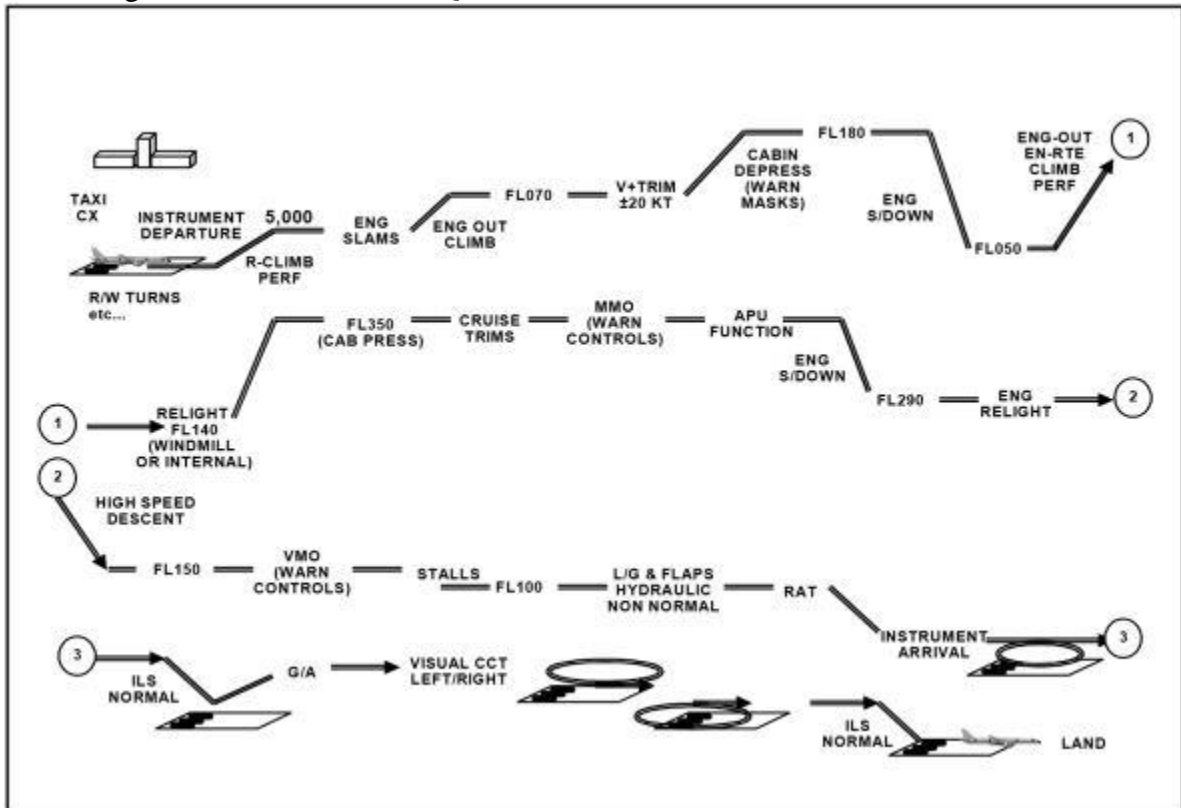 TAXI
CX
INSTRUMENT
DEPARTURE
R/W TURNS
etc...
5,000
R-CLIMB
PERF
ENG
SLAMS
ENG OUT
CLIMB
FL070
V+TRIM
±20 KT
CABIN
DEPRESS
(WARN
MASKS)
FL180
ENG
S/DOWN
FL050
ENG-OUT
EN-RTE
CLIMB
PERF
1
1
RELIGHT
FL140
(WINDMILL
OR INTERNAL)
FL350
(CAB PRESS)
CRUISE
TRIMS
MMO
(WARN
CONTROLS)
APU
FUNCTION
ENG
S/DOWN
FL290
ENG
RELIGHT
2
2
HIGH SPEED
DESCENT
FL150
VMO
(WARN
CONTROLS)
STALLS
FL100
L/G & FLAPS
HYDRAULIC
NON NORMAL
RAT
INSTRUMENT
ARRIVAL
3
3
ILS
NORMAL
G/A
VISUAL CCT
LEFT/RIGHT
ILS
NORMAL
LAND